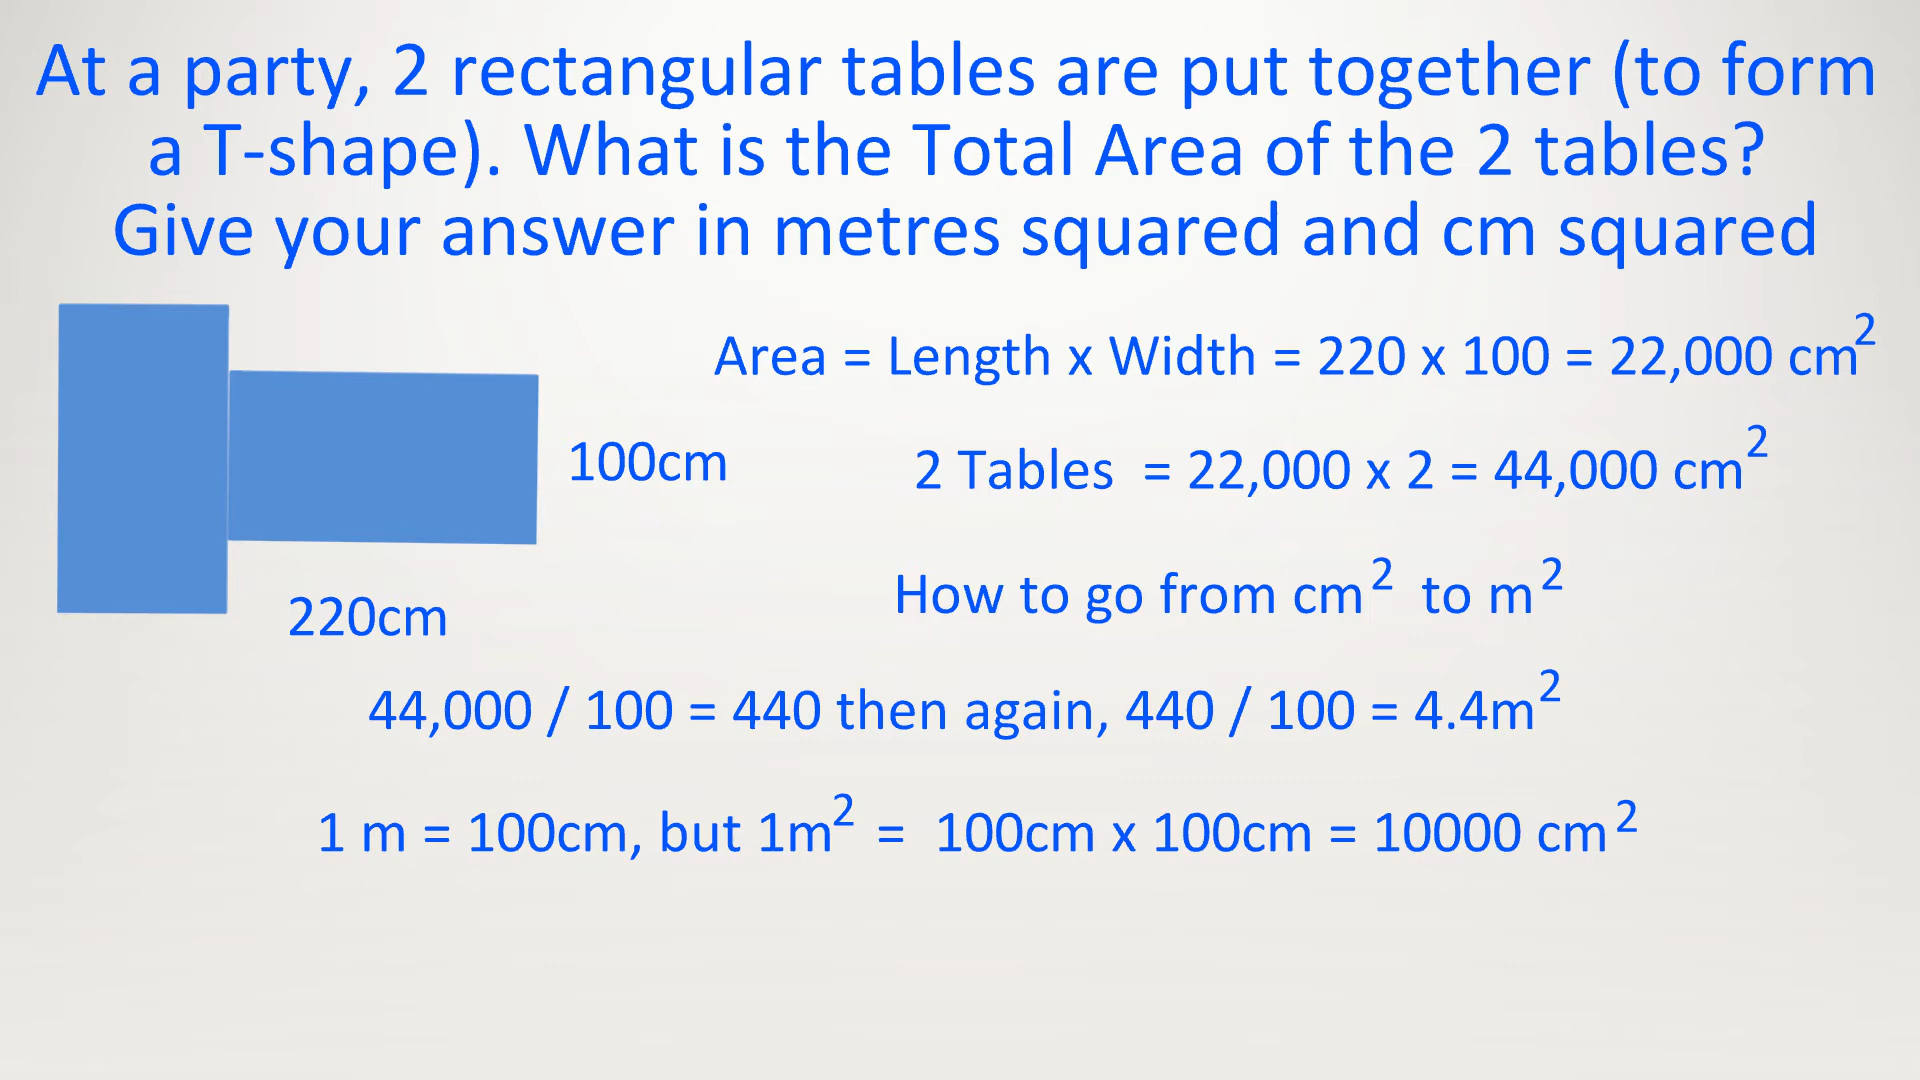 At a party, 2 rectangular tables are put together (to form
a T-shape). What is the Total Area of the 2 tables?
Give your answer in metres squared and cm squared
Area = Length x Width = 220 x 100 = 22,000 cm²
100cm
2 Tables = 22,000 x 2 = 44,000 cm²
How to go from cm² to m²
220cm
44,000 / 100 = 440 then again, 440 / 100 = 4.4m²
1 m = 100cm, but 1m² = 100cm x 100cm = 10000 cm²